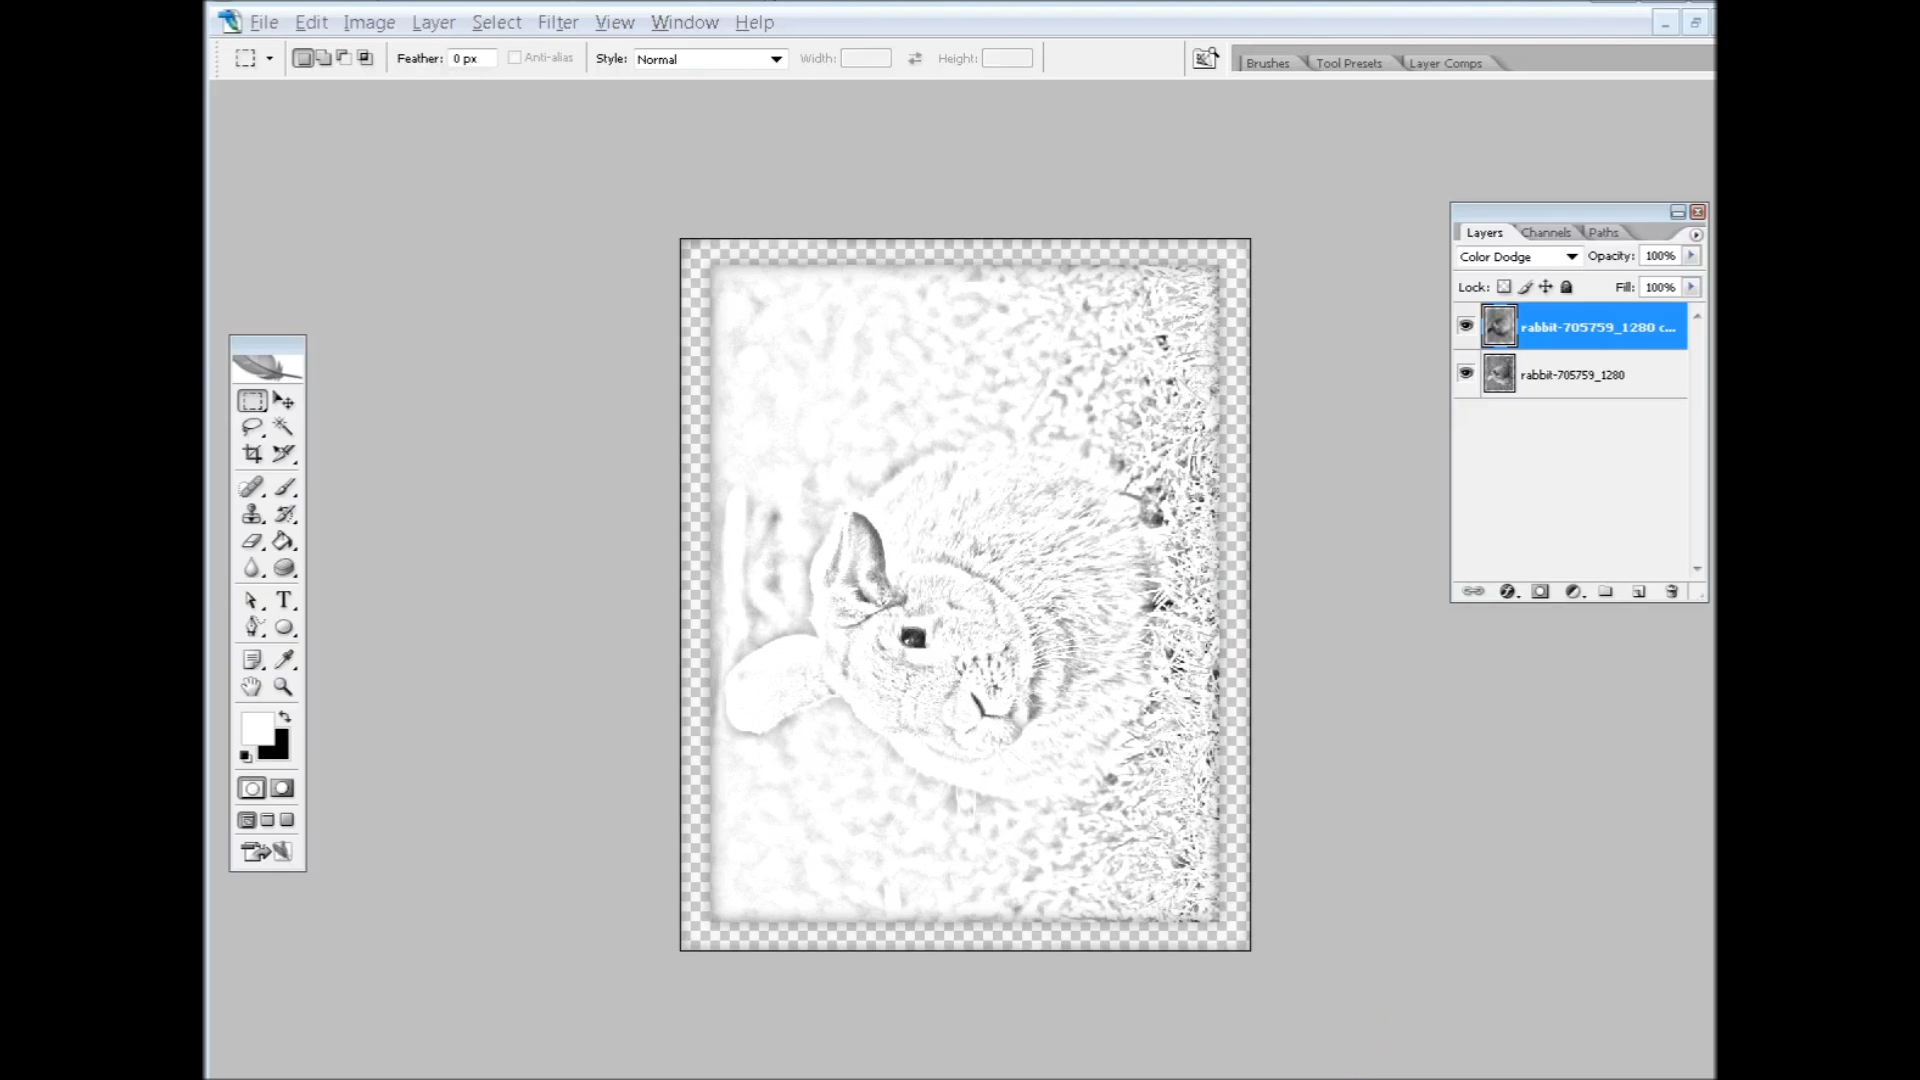 File Edit Image Layer Select Filter View Window Help
Feather: 0 px Anti-alias Style: Normal Width: Height: Brushes Tool Presets Layer Comps
Layers Channels Paths
Color Dodge Opacity: 100%
Lock: Fill: 100%
rabbit-705759_1280 c...
rabbit-705759_1280
T